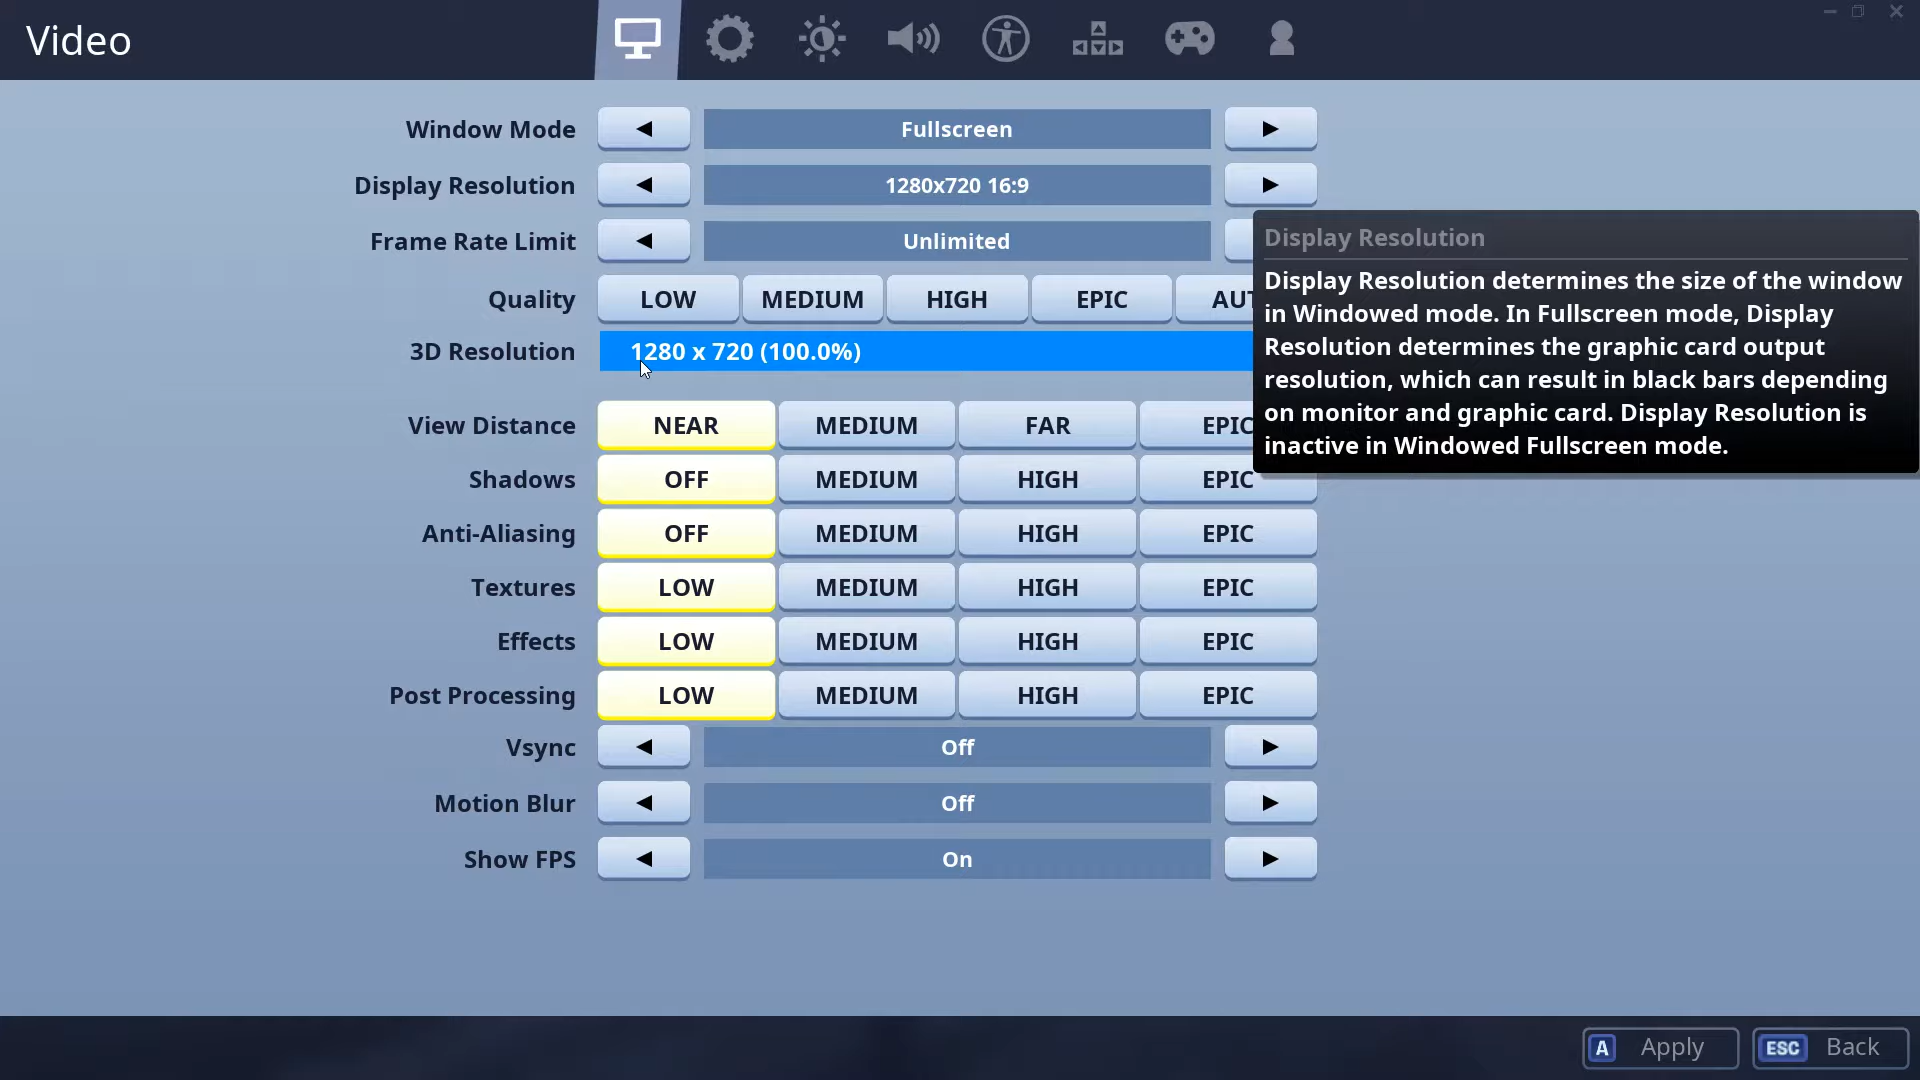 Video
Window Mode
◀ Fullscreen ▶
Display Resolution
◀ 1280x720 16:9 ▶
Frame Rate Limit
◀ Unlimited
Quality
LOW MEDIUM HIGH EPIC AUT
3D Resolution
1280 x 720 (100.0%)
Display Resolution
Display Resolution determines the size of the window
in Windowed mode. In Fullscreen mode, Display
Resolution determines the graphic card output
resolution, which can result in black bars depending
on monitor and graphic card. Display Resolution is
inactive in Windowed Fullscreen mode.
View Distance
NEAR MEDIUM FAR EPIC
Shadows
OFF MEDIUM HIGH EPIC
Anti-Aliasing
OFF MEDIUM HIGH EPIC
Textures
LOW MEDIUM HIGH EPIC
Effects
LOW MEDIUM HIGH EPIC
Post Processing
LOW MEDIUM HIGH EPIC
Vsync
◀ Off ▶
Motion Blur
◀ Off ▶
Show FPS
◀ On ▶
A Apply
ESC Back